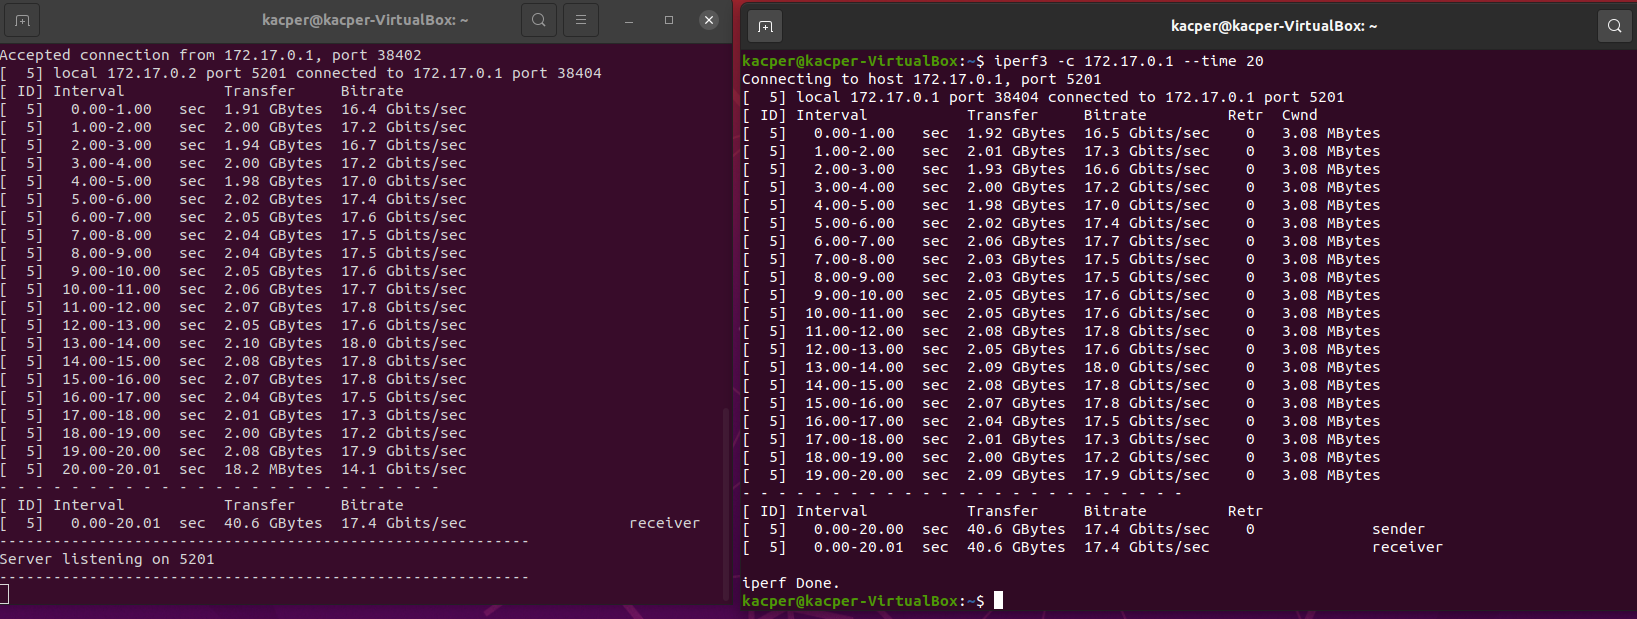 kacper@kacper-VirtualBox: ~
Accepted connection from 172.17.0.1, port 38402
[  5] local 172.17.0.2 port 5201 connected to 172.17.0.1 port 38404
[ ID] Interval           Transfer     Bitrate
[  5]   0.00-1.00   sec  1.91 GBytes  16.4 Gbits/sec
[  5]   1.00-2.00   sec  2.00 GBytes  17.2 Gbits/sec
[  5]   2.00-3.00   sec  1.94 GBytes  16.7 Gbits/sec
[  5]   3.00-4.00   sec  2.00 GBytes  17.2 Gbits/sec
[  5]   4.00-5.00   sec  1.98 GBytes  17.0 Gbits/sec
[  5]   5.00-6.00   sec  2.02 GBytes  17.4 Gbits/sec
[  5]   6.00-7.00   sec  2.05 GBytes  17.6 Gbits/sec
[  5]   7.00-8.00   sec  2.04 GBytes  17.5 Gbits/sec
[  5]   8.00-9.00   sec  2.04 GBytes  17.5 Gbits/sec
[  5]   9.00-10.00  sec  2.05 GBytes  17.6 Gbits/sec
[  5]  10.00-11.00  sec  2.06 GBytes  17.7 Gbits/sec
[  5]  11.00-12.00  sec  2.07 GBytes  17.8 Gbits/sec
[  5]  12.00-13.00  sec  2.05 GBytes  17.6 Gbits/sec
[  5]  13.00-14.00  sec  2.10 GBytes  18.0 Gbits/sec
[  5]  14.00-15.00  sec  2.08 GBytes  17.8 Gbits/sec
[  5]  15.00-16.00  sec  2.07 GBytes  17.8 Gbits/sec
[  5]  16.00-17.00  sec  2.04 GBytes  17.5 Gbits/sec
[  5]  17.00-18.00  sec  2.01 GBytes  17.3 Gbits/sec
[  5]  18.00-19.00  sec  2.00 GBytes  17.2 Gbits/sec
[  5]  19.00-20.00  sec  2.08 GBytes  17.9 Gbits/sec
[  5]  20.00-20.01  sec  18.2 MBytes  14.1 Gbits/sec
- - - - - - - - - - - - - - - - - - - - - - - - -
[ ID] Interval           Transfer     Bitrate
[  5]   0.00-20.01  sec  40.6 GBytes  17.4 Gbits/sec                  receiver
-----------------------------------------------------------
Server listening on 5201
-----------------------------------------------------------
kacper@kacper-VirtualBox: ~
kacper@kacper-VirtualBox:~$ iperf3 -c 172.17.0.1 --time 20
Connecting to host 172.17.0.1, port 5201
[  5] local 172.17.0.1 port 38404 connected to 172.17.0.1 port 5201
[ ID] Interval           Transfer     Bitrate         Retr  Cwnd
[  5]   0.00-1.00   sec  1.92 GBytes  16.5 Gbits/sec    0   3.08 MBytes
[  5]   1.00-2.00   sec  2.01 GBytes  17.3 Gbits/sec    0   3.08 MBytes
[  5]   2.00-3.00   sec  1.93 GBytes  16.6 Gbits/sec    0   3.08 MBytes
[  5]   3.00-4.00   sec  2.00 GBytes  17.2 Gbits/sec    0   3.08 MBytes
[  5]   4.00-5.00   sec  1.98 GBytes  17.0 Gbits/sec    0   3.08 MBytes
[  5]   5.00-6.00   sec  2.02 GBytes  17.4 Gbits/sec    0   3.08 MBytes
[  5]   6.00-7.00   sec  2.06 GBytes  17.7 Gbits/sec    0   3.08 MBytes
[  5]   7.00-8.00   sec  2.03 GBytes  17.5 Gbits/sec    0   3.08 MBytes
[  5]   8.00-9.00   sec  2.03 GBytes  17.5 Gbits/sec    0   3.08 MBytes
[  5]   9.00-10.00  sec  2.05 GBytes  17.6 Gbits/sec    0   3.08 MBytes
[  5]  10.00-11.00  sec  2.05 GBytes  17.6 Gbits/sec    0   3.08 MBytes
[  5]  11.00-12.00  sec  2.08 GBytes  17.8 Gbits/sec    0   3.08 MBytes
[  5]  12.00-13.00  sec  2.05 GBytes  17.6 Gbits/sec    0   3.08 MBytes
[  5]  13.00-14.00  sec  2.09 GBytes  18.0 Gbits/sec    0   3.08 MBytes
[  5]  14.00-15.00  sec  2.08 GBytes  17.8 Gbits/sec    0   3.08 MBytes
[  5]  15.00-16.00  sec  2.07 GBytes  17.8 Gbits/sec    0   3.08 MBytes
[  5]  16.00-17.00  sec  2.04 GBytes  17.5 Gbits/sec    0   3.08 MBytes
[  5]  17.00-18.00  sec  2.01 GBytes  17.3 Gbits/sec    0   3.08 MBytes
[  5]  18.00-19.00  sec  2.00 GBytes  17.2 Gbits/sec    0   3.08 MBytes
[  5]  19.00-20.00  sec  2.09 GBytes  17.9 Gbits/sec    0   3.08 MBytes
- - - - - - - - - - - - - - - - - - - - - - - - -
[ ID] Interval           Transfer     Bitrate         Retr
[  5]   0.00-20.00  sec  40.6 GBytes  17.4 Gbits/sec    0             sender
[  5]   0.00-20.01  sec  40.6 GBytes  17.4 Gbits/sec                  receiver
iperf Done.
kacper@kacper-VirtualBox:~$